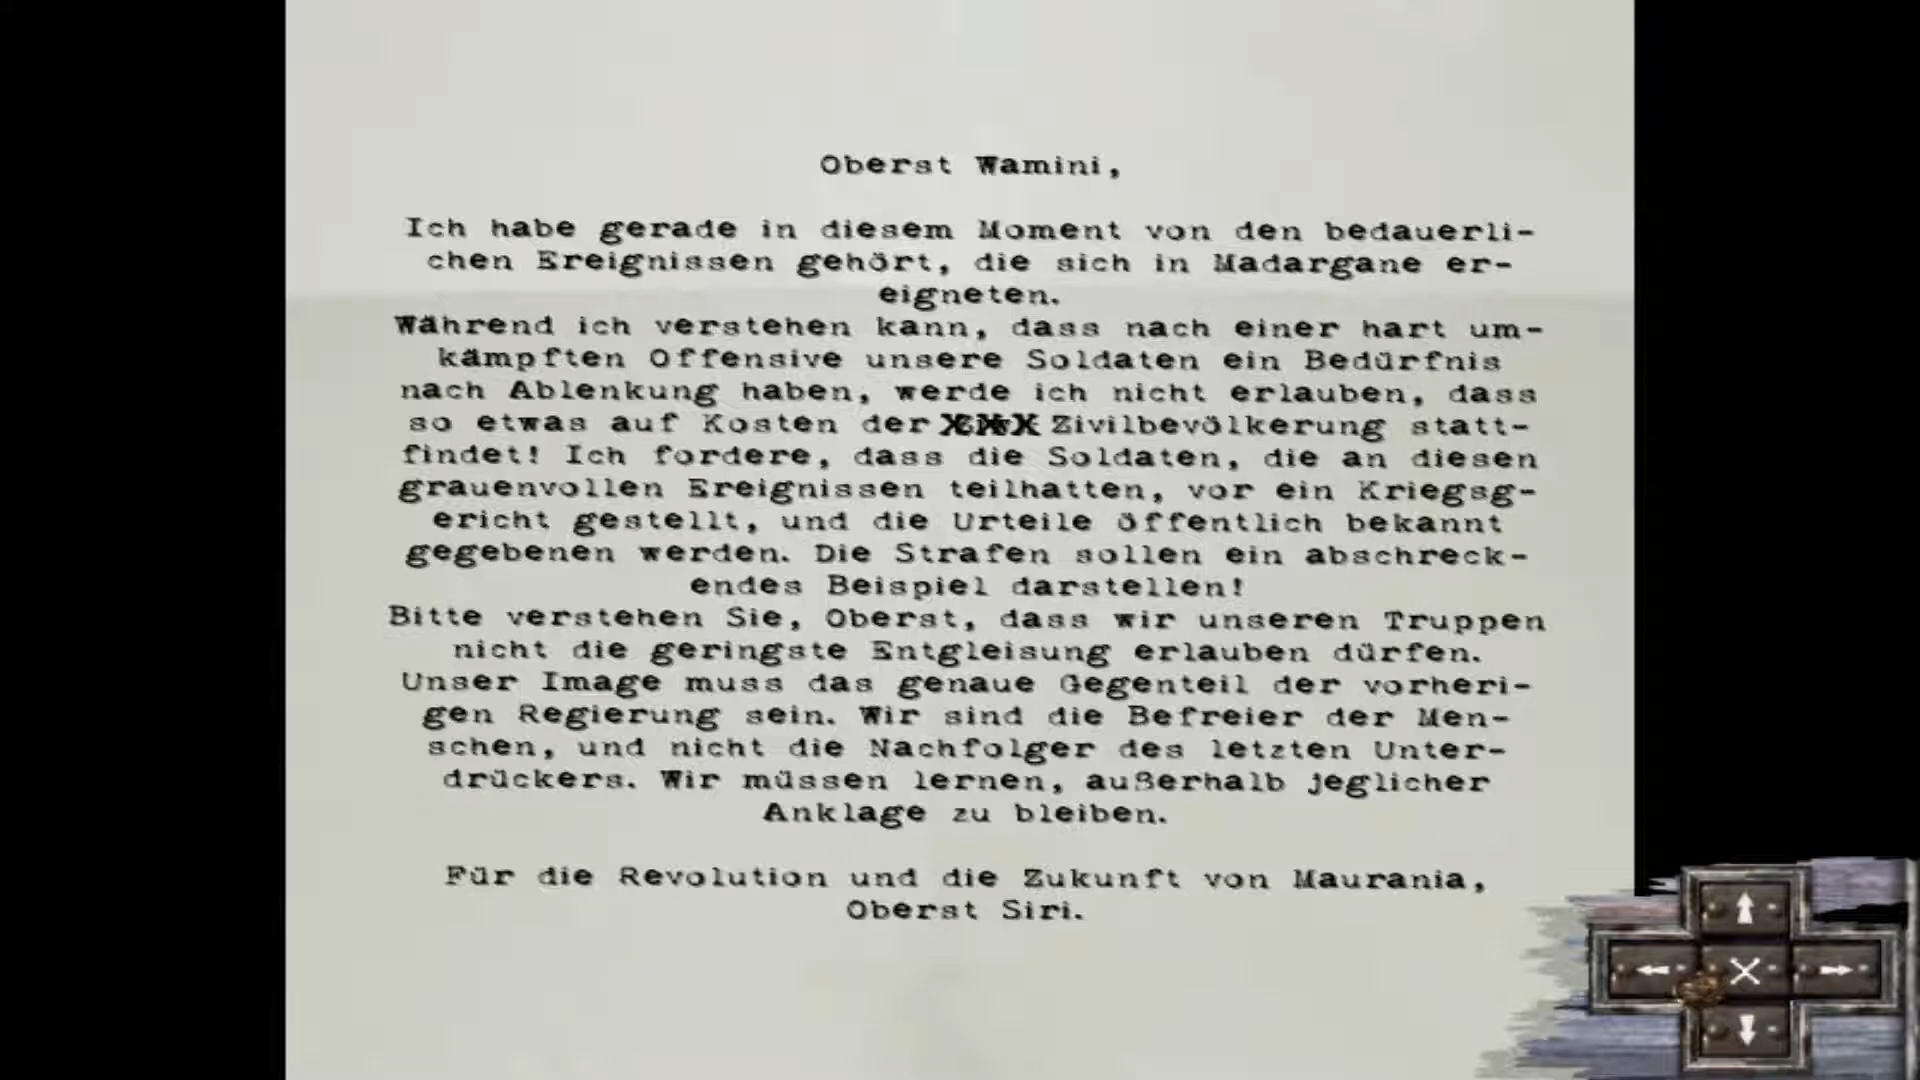 Oberst Wamini,
Ich habe gerade in diesem Moment von den bedauerli-
chen Ereignissen gehört, die sich in Madargane er-
eigneten.
Während ich verstehen kann, dass nach einer hart um-
kämpften Offensive unsere Soldaten ein Bedürfnis
nach Ablenkung haben, werde ich nicht erlauben, dass
so etwas auf Kosten der Zivilbevölkerung statt-
findet! Ich fordere, dass die Soldaten, die an diesen
grauenvollen Ereignissen teilhatten, vor ein Kriegsg-
ericht gestellt, und die Urteile öffentlich bekannt
gegebenen werden. Die Strafen sollen ein abschreck-
endes Beispiel darstellen!
Bitte verstehen Sie, Oberst, dass wir unseren Truppen
nicht die geringste Entgleisung erlauben dürfen.
Unser Image muss das genaue Gegenteil der vorheri-
gen Regierung sein. Wir sind die Befreier der Men-
schen, und nicht die Nachfolger des letzten Unter-
drückers. Wir müssen lernen, außerhalb jeglicher
Anklage zu bleiben.
Für die Revolution und die Zukunft von Maurania,
Oberst Siri.